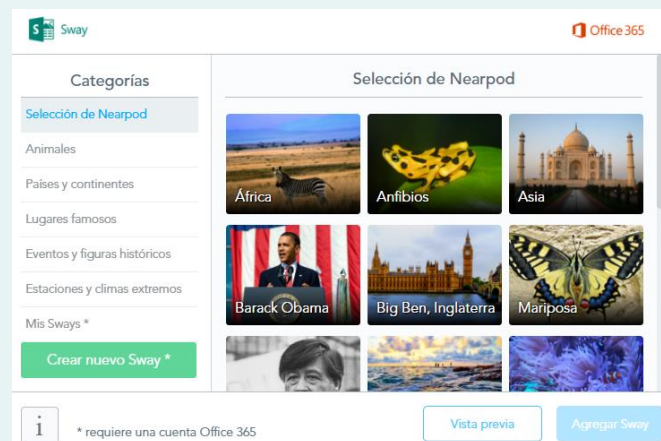 Sway
Office 365
Categorías
Selección de Nearpod
Animales
Países y continentes
Lugares famosos
Eventos y figuras históricos
Estaciones y climas extremos
Mis Sways *
Crear nuevo Sway *
Selección de Nearpod
África
Anfibios
Asia
Barack Obama
Big Ben, Inglaterra
Mariposa
i
* requiere una cuenta Office 365
Vista previa
Agregar Sway